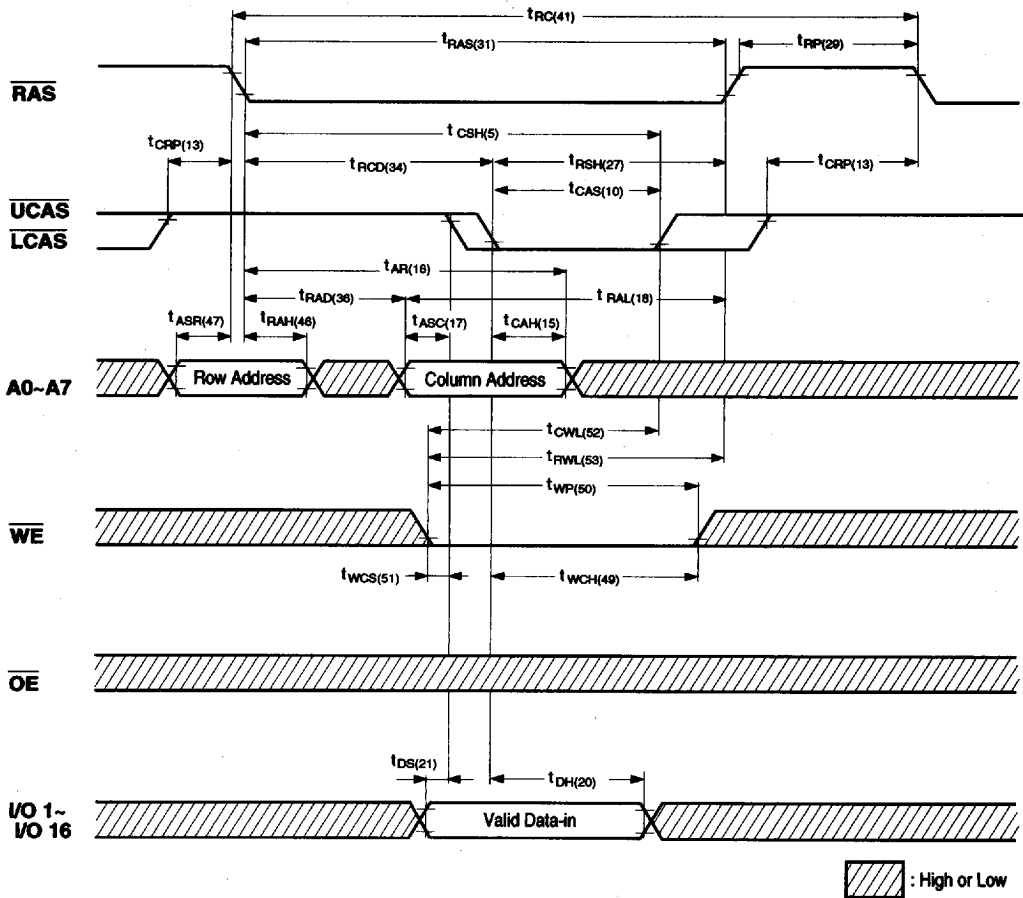 tRC(41)
tRAS(31)
tRP(29)
RAS
tCSH(5)
tCRP(13)
tRCD(34)
tRSH(27)
tCRP(13)
tCAS(10)
UCAS
LCAS
tAR(18)
tRAD(36)
tRAL(18)
tASR(47)
tRAH(46)
tASC(17)
tCAH(15)
A0~A7
Row Address
Column Address
tCWL(52)
tRWL(53)
tWP(50)
WE
tWCS(51)
tWCH(49)
OE
tDS(21)
tDH(20)
I/O 1~
I/O 16
Valid Data-in
: High or Low